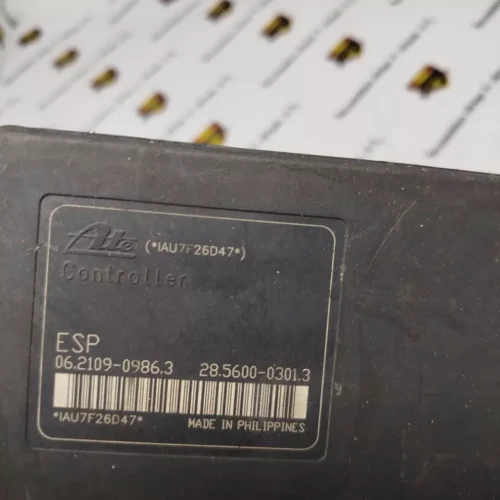 Ate (*IAU7F26D47*)
Controller
ESP
06.2109-0986.3 28.5600-0301.3
*IAU7F26D47* MADE IN PHILIPPINES